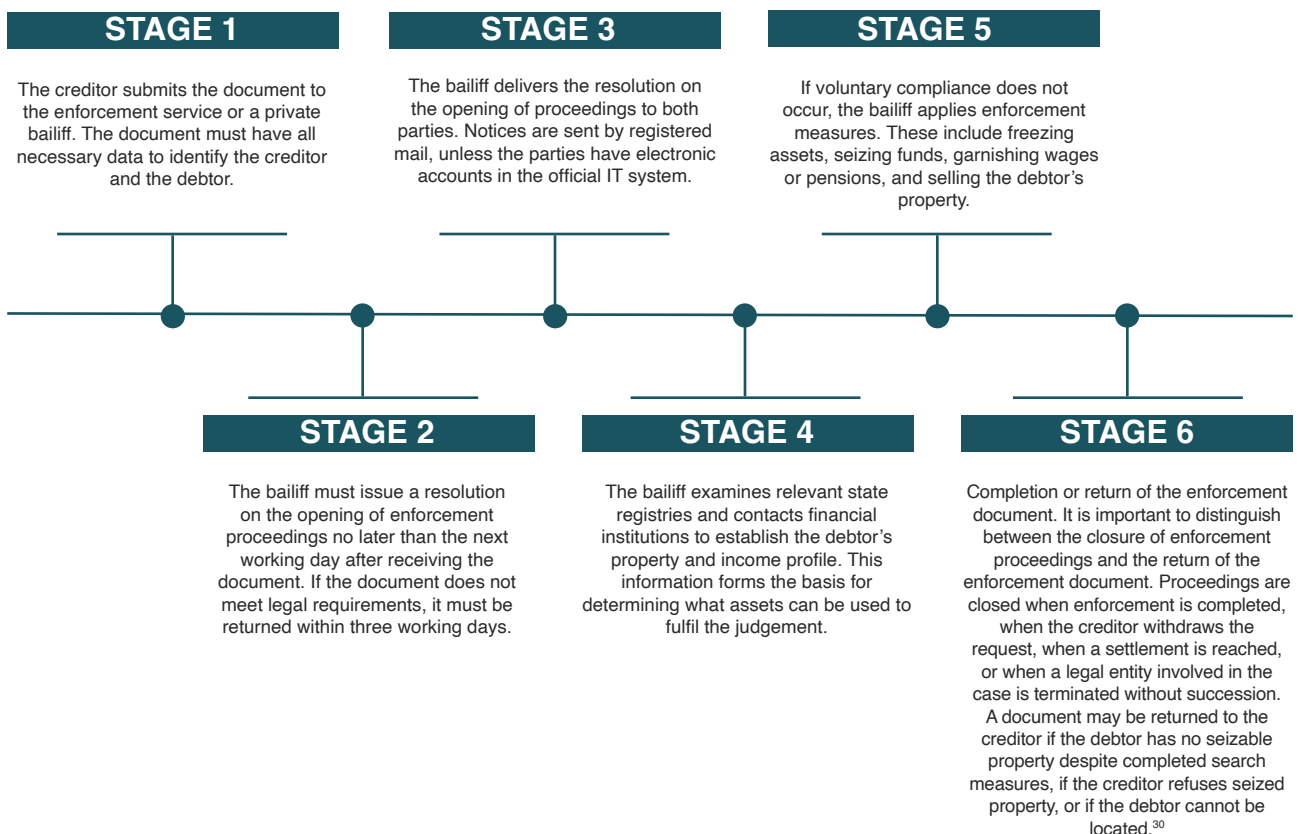 STAGE 1
The creditor submits the document to
the enforcement service or a private
bailiff. The document must have all
necessary data to identify the creditor
and the debtor.
STAGE 2
The bailiff must issue a resolution
on the opening of enforcement
proceedings no later than the next
working day after receiving the
document. If the document does not
meet legal requirements, it must be
returned within three working days.
STAGE 3
The bailiff delivers the resolution on
the opening of proceedings to both
parties. Notices are sent by registered
mail, unless the parties have electronic
accounts in the official IT system.
STAGE 4
The bailiff examines relevant state
registries and contacts financial
institutions to establish the debtor’s
property and income profile. This
information forms the basis for
determining what assets can be used to
fulfil the judgement.
STAGE 5
If voluntary compliance does not
occur, the bailiff applies enforcement
measures. These include freezing
assets, seizing funds, garnishing wages
or pensions, and selling the debtor’s
property.
STAGE 6
Completion or return of the enforcement
document. It is important to distinguish
between the closure of enforcement
proceedings and the return of the
enforcement document. Proceedings are
closed when enforcement is completed,
when the creditor withdraws the
request, when a settlement is reached,
or when a legal entity involved in the
case is terminated without succession.
A document may be returned to the
creditor if the debtor has no seizable
property despite completed search
measures, if the creditor refuses seized
property, or if the debtor cannot be
located.³⁰